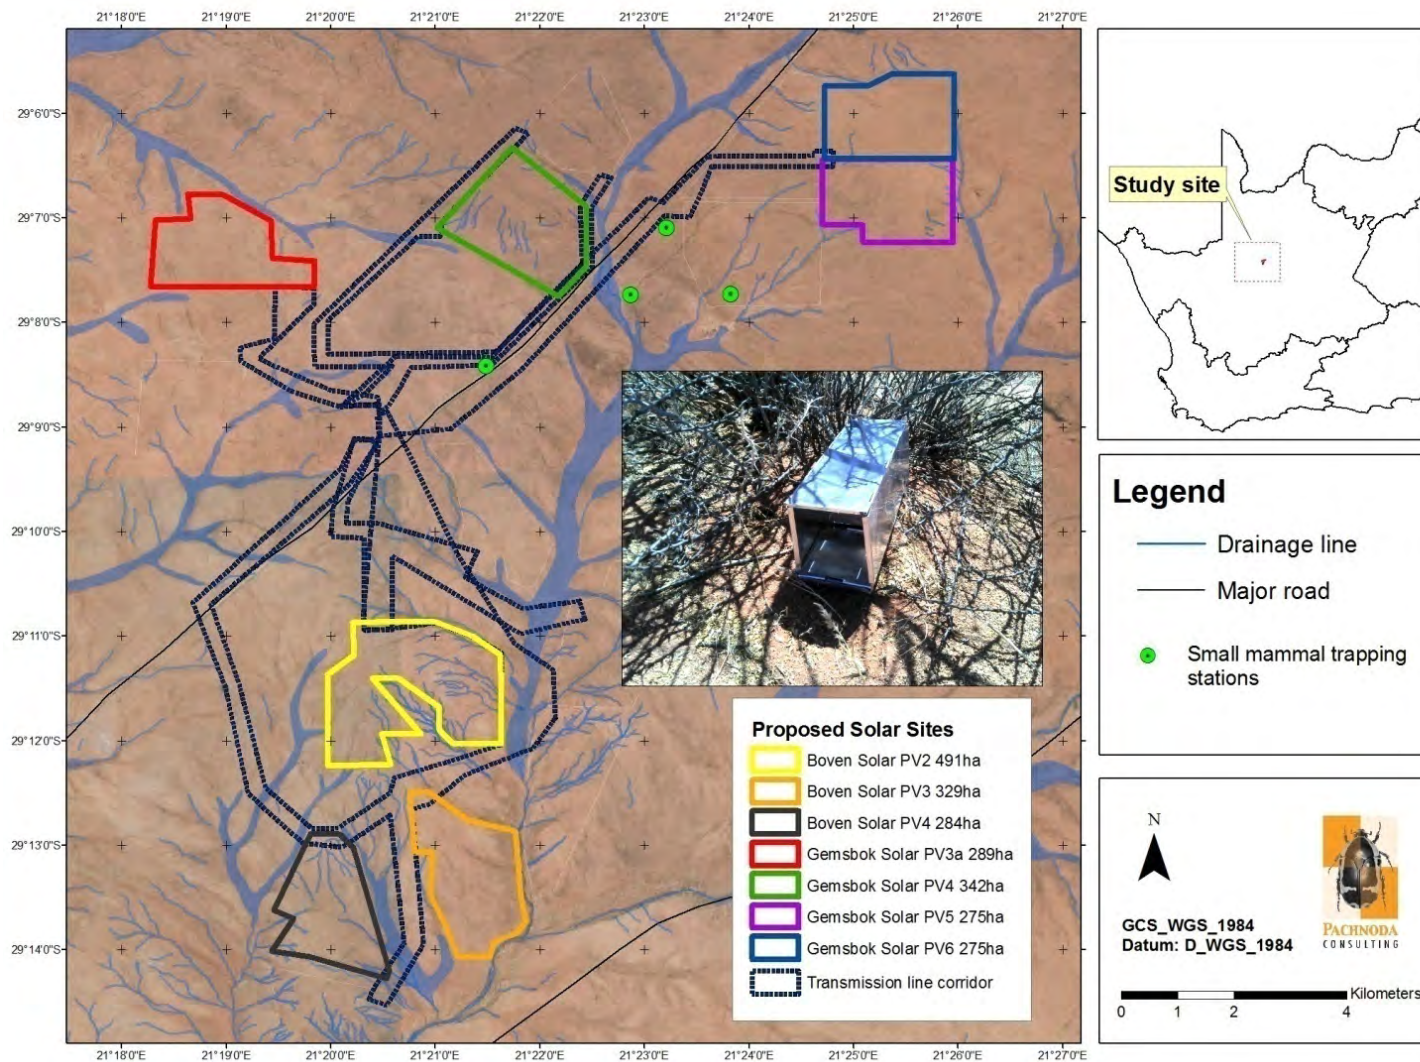 21°18'0"E 21°19'0"E 21°20'0"E 21°21'0"E 21°22'0"E 21°23'0"E 21°24'0"E 21°25'0"E 21°26'0"E 21°27'0"E
29°6'0"S
29°7'0"S
29°8'0"S
29°9'0"S
29°10'0"S
29°11'0"S
29°12'0"S
29°13'0"S
29°14'0"S
21°18'0"E 21°19'0"E 21°20'0"E 21°21'0"E 21°22'0"E 21°23'0"E 21°24'0"E 21°25'0"E 21°26'0"E 21°27'0"E
Proposed Solar Sites
Boven Solar PV2 491ha
Boven Solar PV3 329ha
Boven Solar PV4 284ha
Gemsbok Solar PV3a 289ha
Gemsbok Solar PV4 342ha
Gemsbok Solar PV5 275ha
Gemsbok Solar PV6 275ha
Transmission line corridor
Study site
Legend
Drainage line
Major road
Small mammal trapping
stations
N
GCS_WGS_1984
Datum: D_WGS_1984
PACHNODA
CONSULTING
Kilometers
0 1 2 4